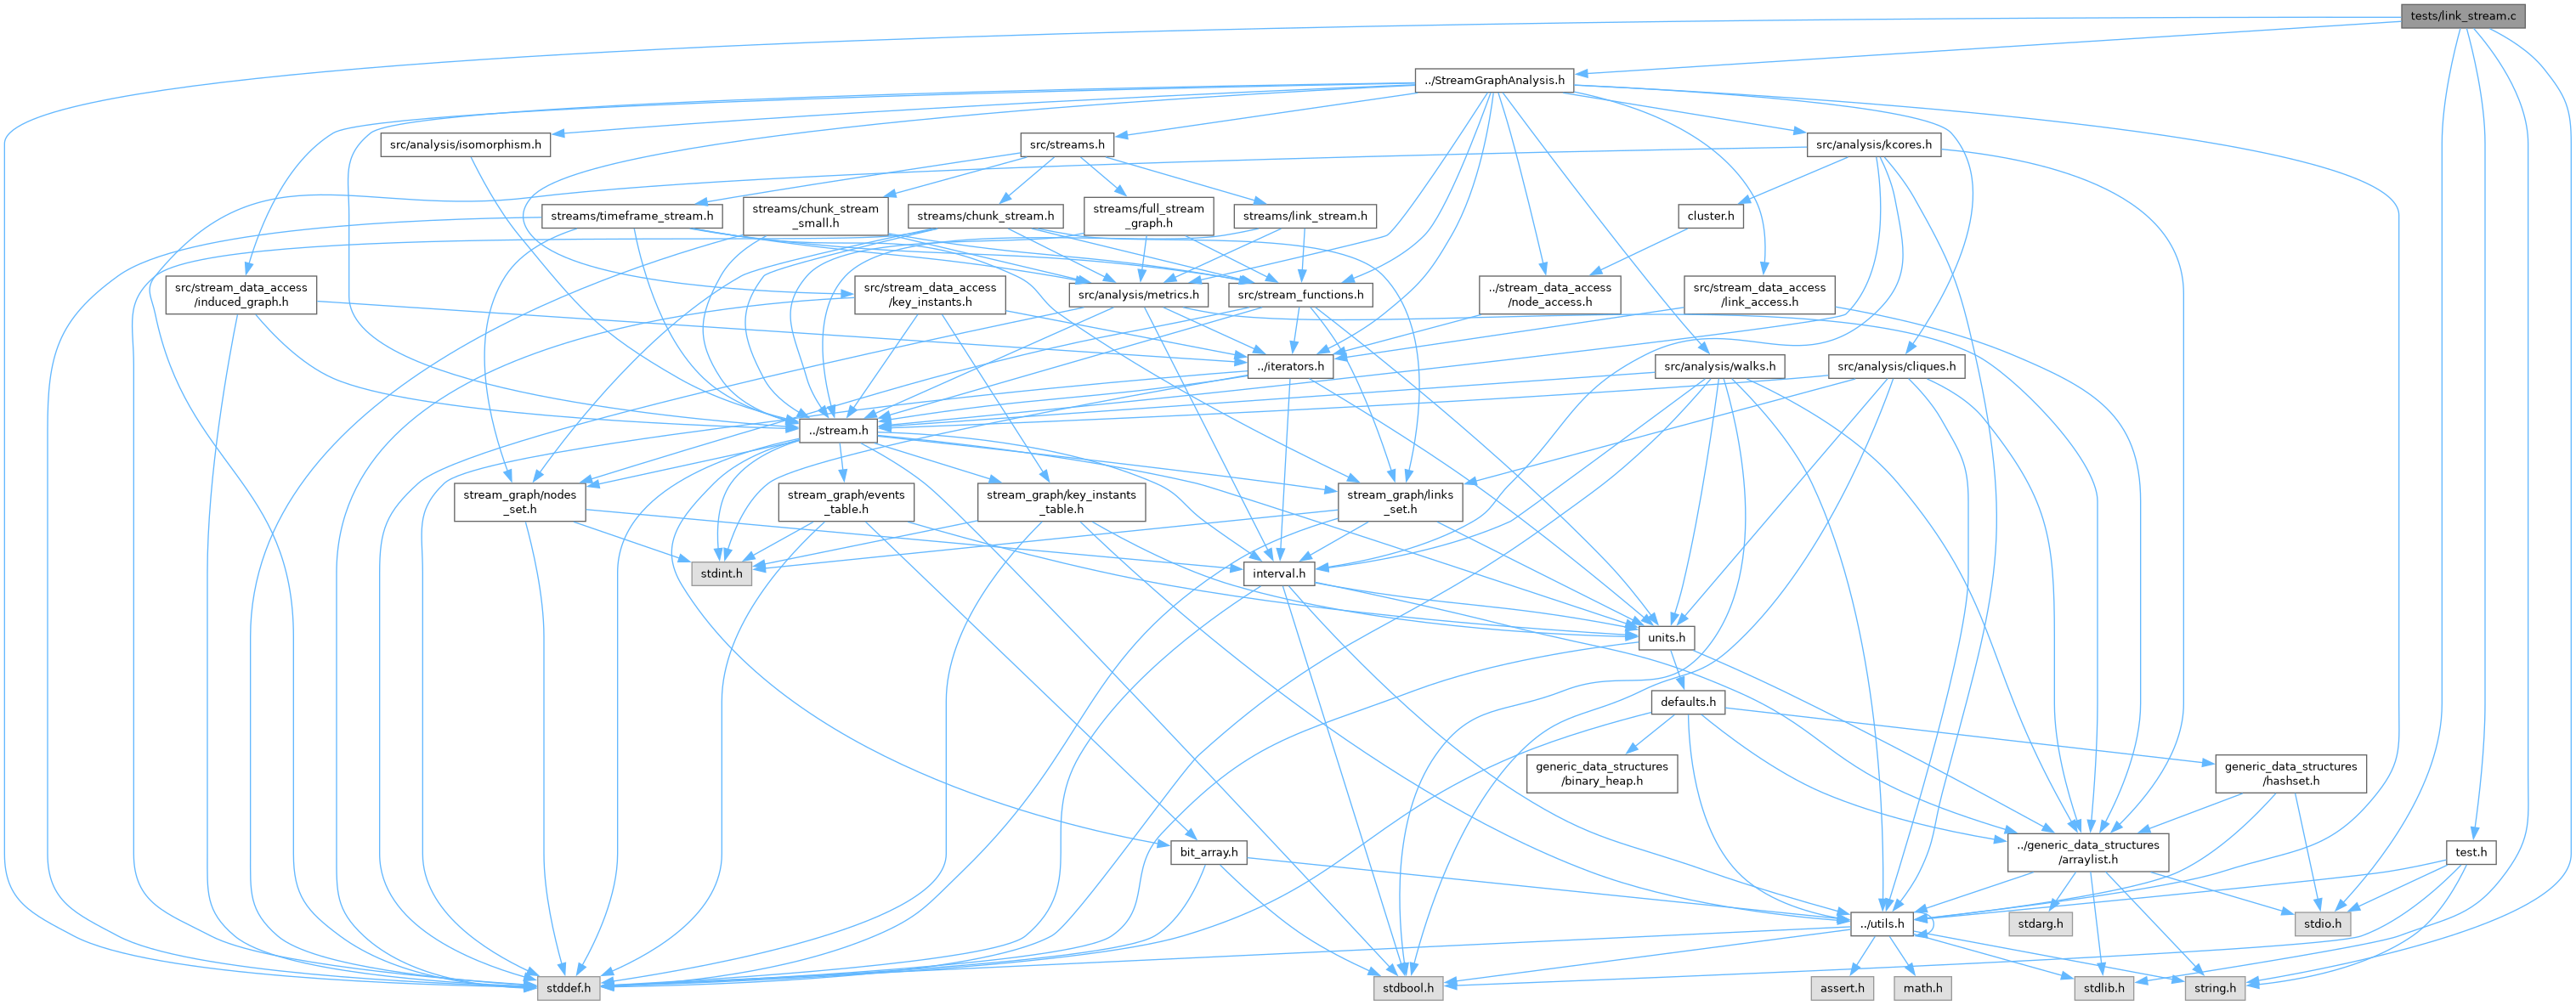 tests/link_stream.c
../StreamGraphAnalysis.h
src/analysis/isomorphism.h
src/streams.h
src/analysis/kcores.h
streams/timeframe_stream.h
streams/chunk_stream
_small.h
streams/chunk_stream.h
streams/full_stream
_graph.h
streams/link_stream.h
cluster.h
src/stream_data_access
/induced_graph.h
src/stream_data_access
/key_instants.h
src/analysis/metrics.h
src/stream_functions.h
../stream_data_access
/node_access.h
src/stream_data_access
/link_access.h
../iterators.h
src/analysis/walks.h
src/analysis/cliques.h
../stream.h
stream_graph/nodes
_set.h
stream_graph/events
_table.h
stream_graph/key_instants
_table.h
stream_graph/links
_set.h
stdint.h
interval.h
units.h
defaults.h
generic_data_structures
/binary_heap.h
generic_data_structures
/hashset.h
bit_array.h
../generic_data_structures
/arraylist.h
test.h
../utils.h
stdarg.h
stdio.h
stddef.h
stdbool.h
assert.h
math.h
stdlib.h
string.h